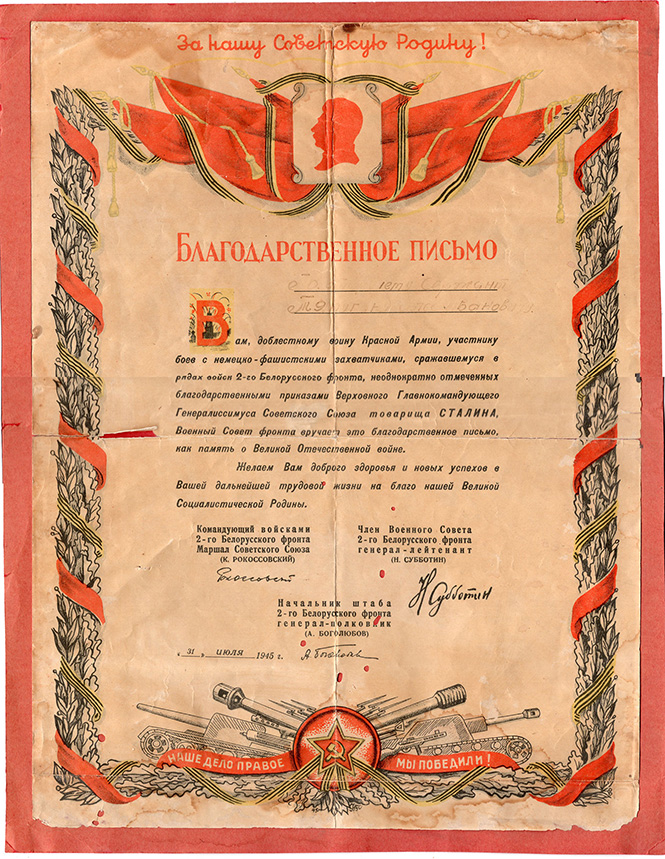 За нашу Советскую Родину!
БЛАГОДАРСТВЕННОЕ ПИСЬМО
Вам, доблестному воину Красной Армии, участнику
боев с немецко-фашистскими захватчиками, сражавшемуся в
рядах войск 2-го Белорусского фронта, неоднократно отмеченных
благодарственными приказами Верховного Главнокомандующего
Генералиссимуса Советского Союза товарища СТАЛИНА,
Военный Совет фронта вручает это благодарственное письмо,
как память о Великой Отечественной войне.
Желаем Вам доброго здоровья и новых успехов в
Вашей дальнейшей трудовой жизни на благо нашей Великой
Социалистической Родины.
Командующий войсками
2-го Белорусского фронта
Маршал Советского Союза
(К. РОКОССОВСКИЙ)
Член Военного Совета
2-го Белорусского фронта
генерал-лейтенант
(Н. СУББОТИН)
Н Субботин
Начальник штаба
2-го Белорусского фронта
генерал-полковник
(А. БОГОЛЮБОВ)
„31„ июля 1945 г.
НАШЕ ДЕЛО ПРАВОЕ МЫ ПОБЕДИЛИ!